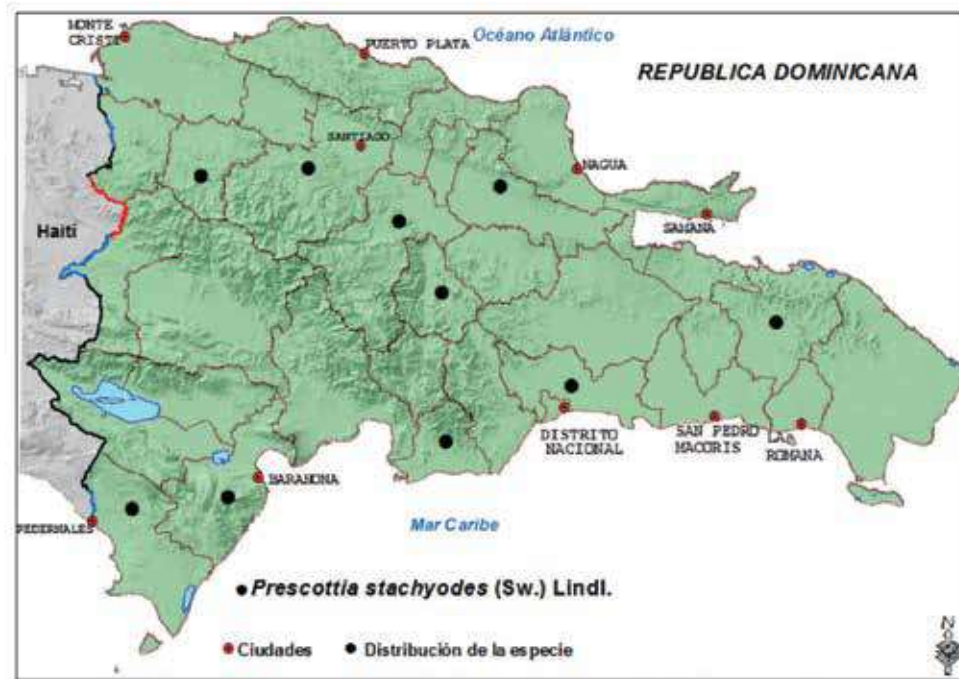 MONTE
CRISTI
PUERTO PLATA
Océano Atlántico
REPUBLICA DOMINICANA
SANTIAGO
NAGUA
SAMANA
Haití
DISTRITO
NACIONAL
SAN PEDRO
MACORIS
LA
ROMANA
BARAHONA
PEDERNALES
Mar Caribe
Prescottia stachyodes (Sw.) Lindl.
Ciudades
Distribución de la especie
N